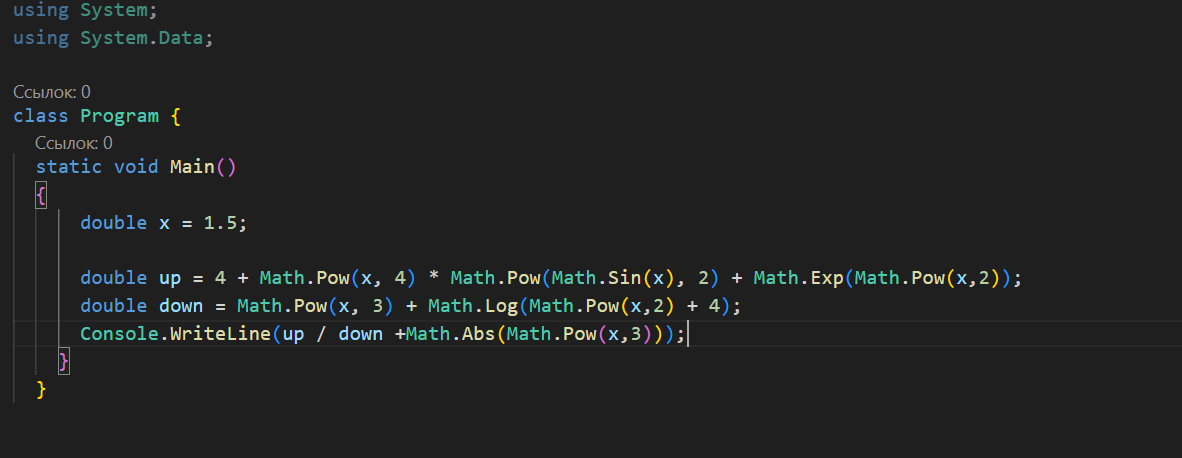 using System;
using System.Data;
Ссылок: 0
class Program {
Ссылок: 0
static void Main()
{
double x = 1.5;
double up = 4 + Math.Pow(x, 4) * Math.Pow(Math.Sin(x), 2) + Math.Exp(Math.Pow(x,2));
double down = Math.Pow(x, 3) + Math.Log(Math.Pow(x,2) + 4);
Console.WriteLine(up / down +Math.Abs(Math.Pow(x,3)));
}
}